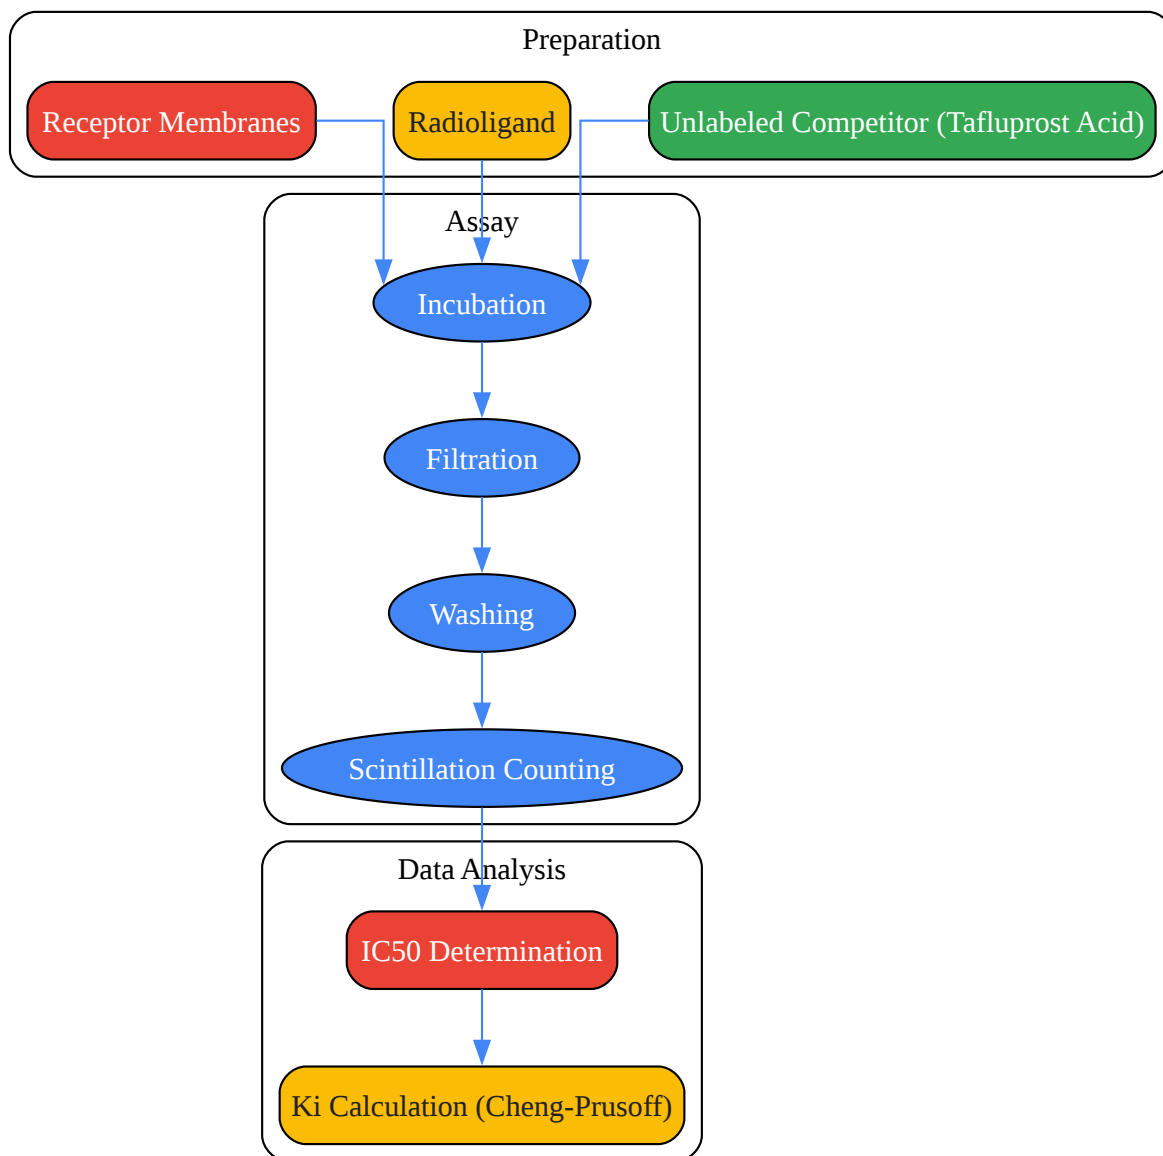 Preparation
Receptor Membranes
Radioligand
Unlabeled Competitor (Tafluprost Acid)
Assay
Incubation
Filtration
Washing
Scintillation Counting
Data Analysis
IC50 Determination
Ki Calculation (Cheng-Prusoff)